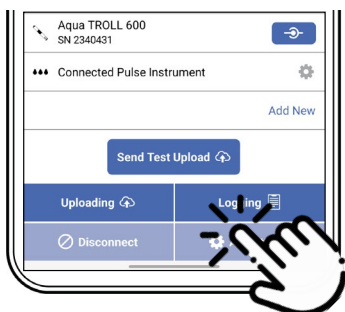 Aqua TROLL 600
SN 2340431
Connected Pulse Instrument
Add New
Send Test Upload
Uploading
Logging
Disconnect